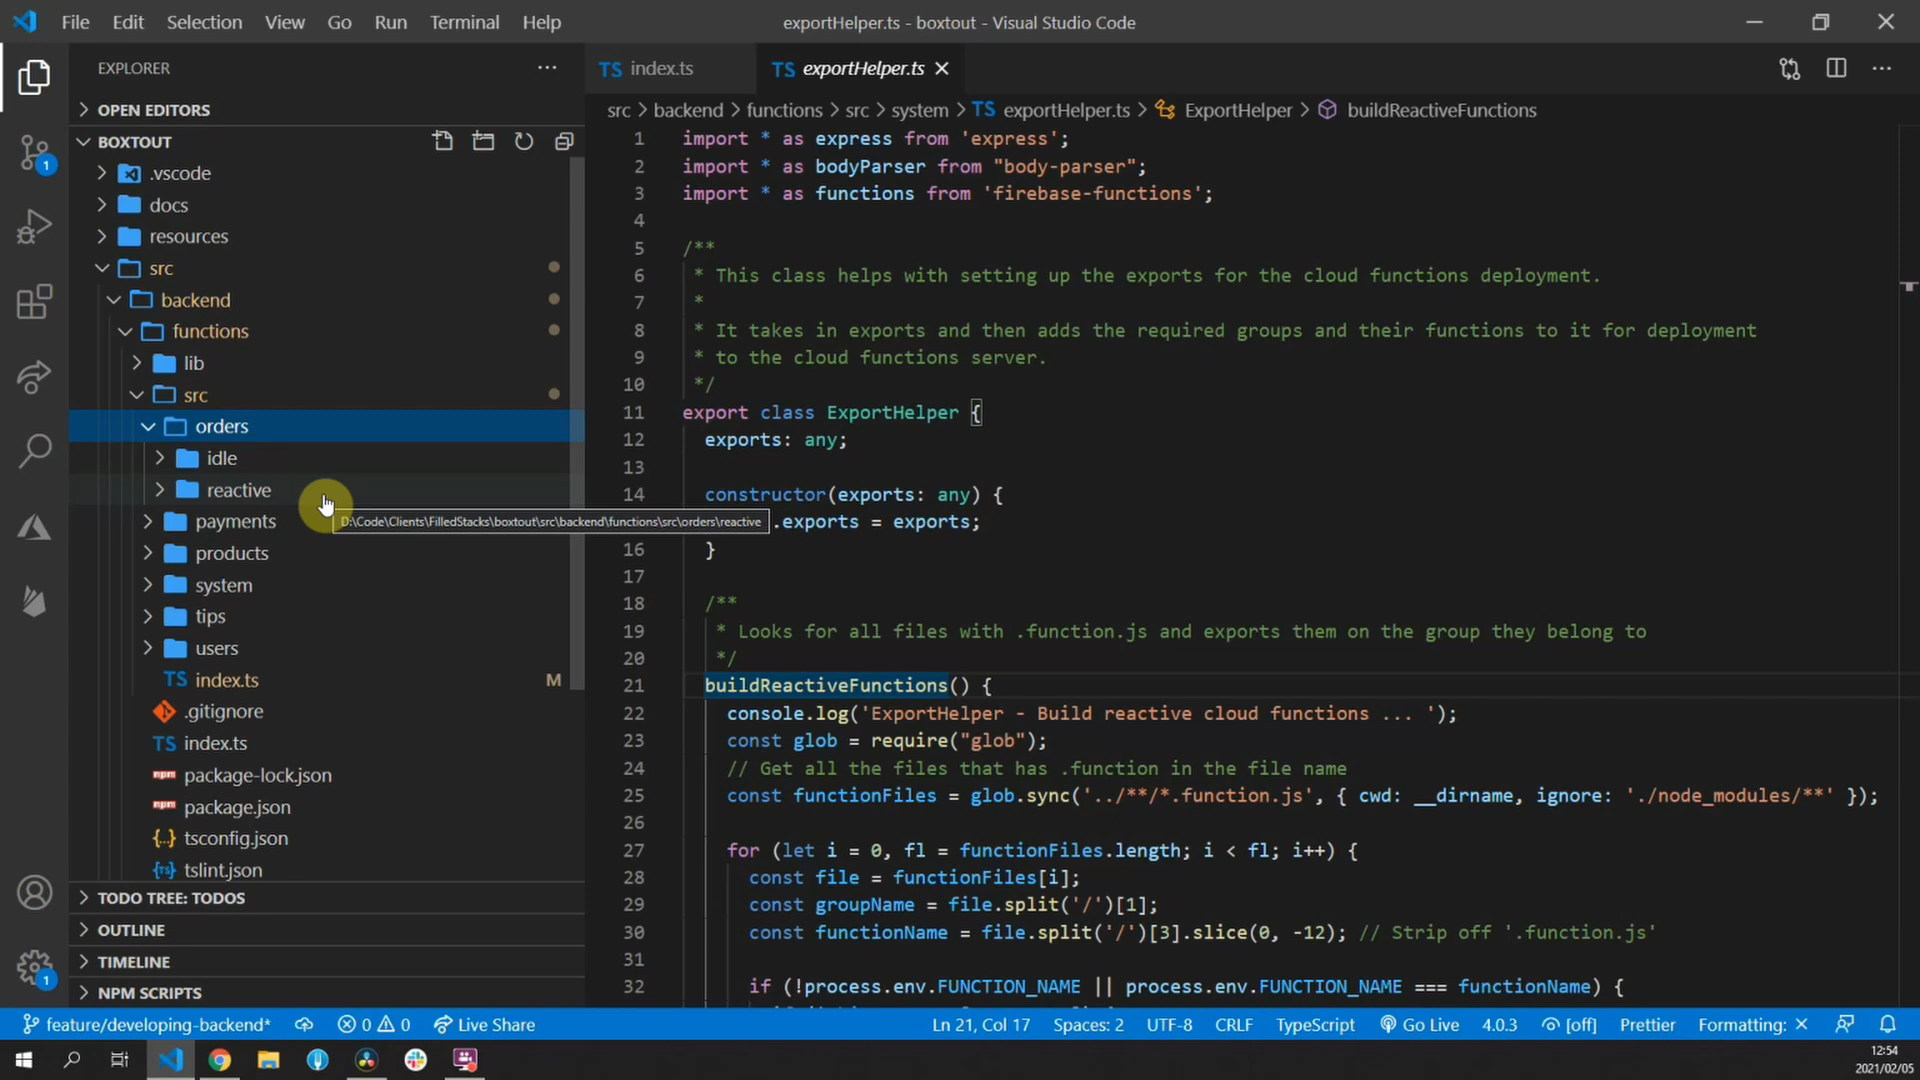 File Edit Selection View Go Run Terminal Help
exportHelper.ts - boxtout - Visual Studio Code
EXPLORER
OPEN EDITORS
BOXTOUT
.vscode
docs
resources
src
backend
functions
lib
src
orders
idle
reactive
D:\Code\Clients\FilledStacks\boxtout\src\backend\functions\src\orders\reactive
payments
products
system
tips
users
TS index.ts M
.gitignore
TS index.ts
package-lock.json
package.json
tsconfig.json
tslint.json
TODO TREE: TODOS
OUTLINE
TIMELINE
NPM SCRIPTS
1
1
TS index.ts
TS exportHelper.ts
src > backend > functions > src > system > TS exportHelper.ts > ExportHelper > buildReactiveFunctions
1 import * as express from 'express';
2 import * as bodyParser from "body-parser";
3 import * as functions from 'firebase-functions';
4
5 /**
6 * This class helps with setting up the exports for the cloud functions deployment.
7 *
8 * It takes in exports and then adds the required groups and their functions to it for deployment
9 * to the cloud functions server.
10 */
11 export class ExportHelper {
12 exports: any;
13
14 constructor(exports: any) {
.exports = exports;
16 }
17
18 /**
19 * Looks for all files with .function.js and exports them on the group they belong to
20 */
21 buildReactiveFunctions() {
22 console.log('ExportHelper - Build reactive cloud functions ... ');
23 const glob = require("glob");
24 // Get all the files that has .function in the file name
25 const functionFiles = glob.sync('../**/*.function.js', { cwd: __dirname, ignore: './node_modules/**' });
26
27 for (let i = 0, fl = functionFiles.length; i < fl; i++) {
28 const file = functionFiles[i];
29 const groupName = file.split('/')[1];
30 const functionName = file.split('/')[3].slice(0, -12); // Strip off '.function.js'
31
32 if (!process.env.FUNCTION_NAME || process.env.FUNCTION_NAME === functionName) {
feature/developing-backend* 0 0 Live Share
Ln 21, Col 17 Spaces: 2 UTF-8 CRLF TypeScript Go Live 4.0.3 [off] Prettier Formatting: ×
12:54
2021/02/05